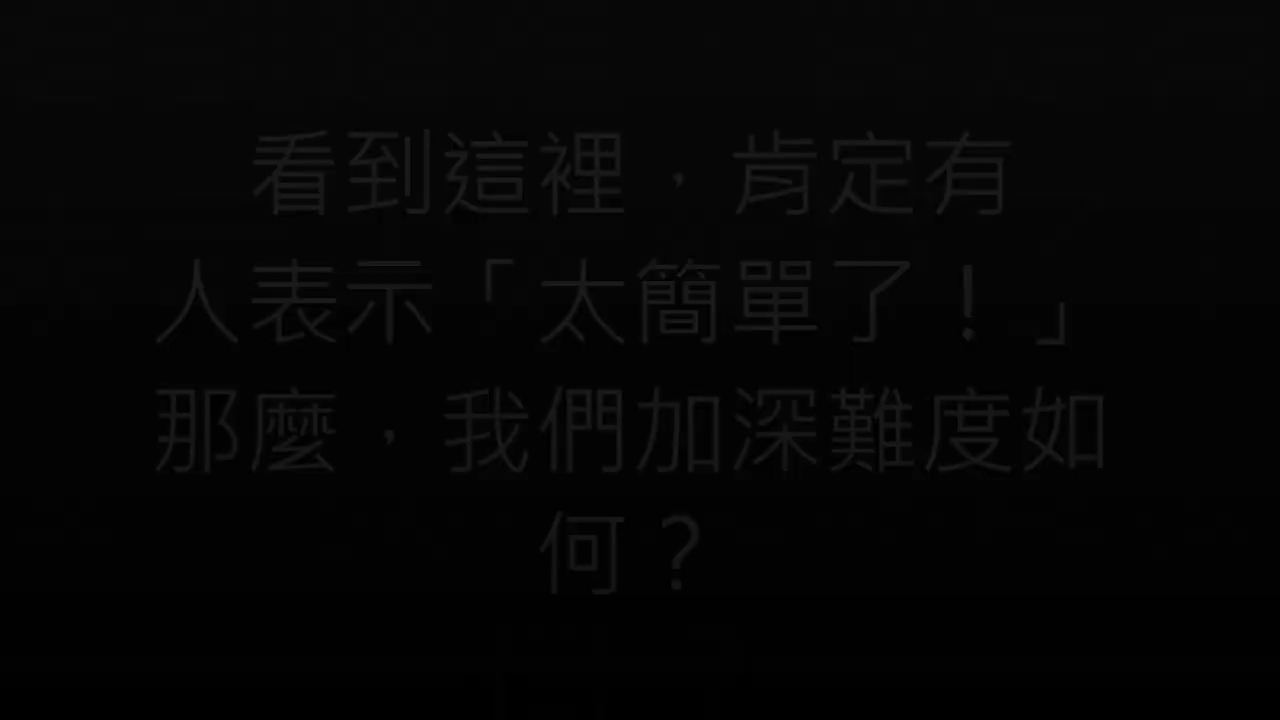 看到這裡，肯定有
人表示「太簡單了！」
那麼，我們加深難度如
何？